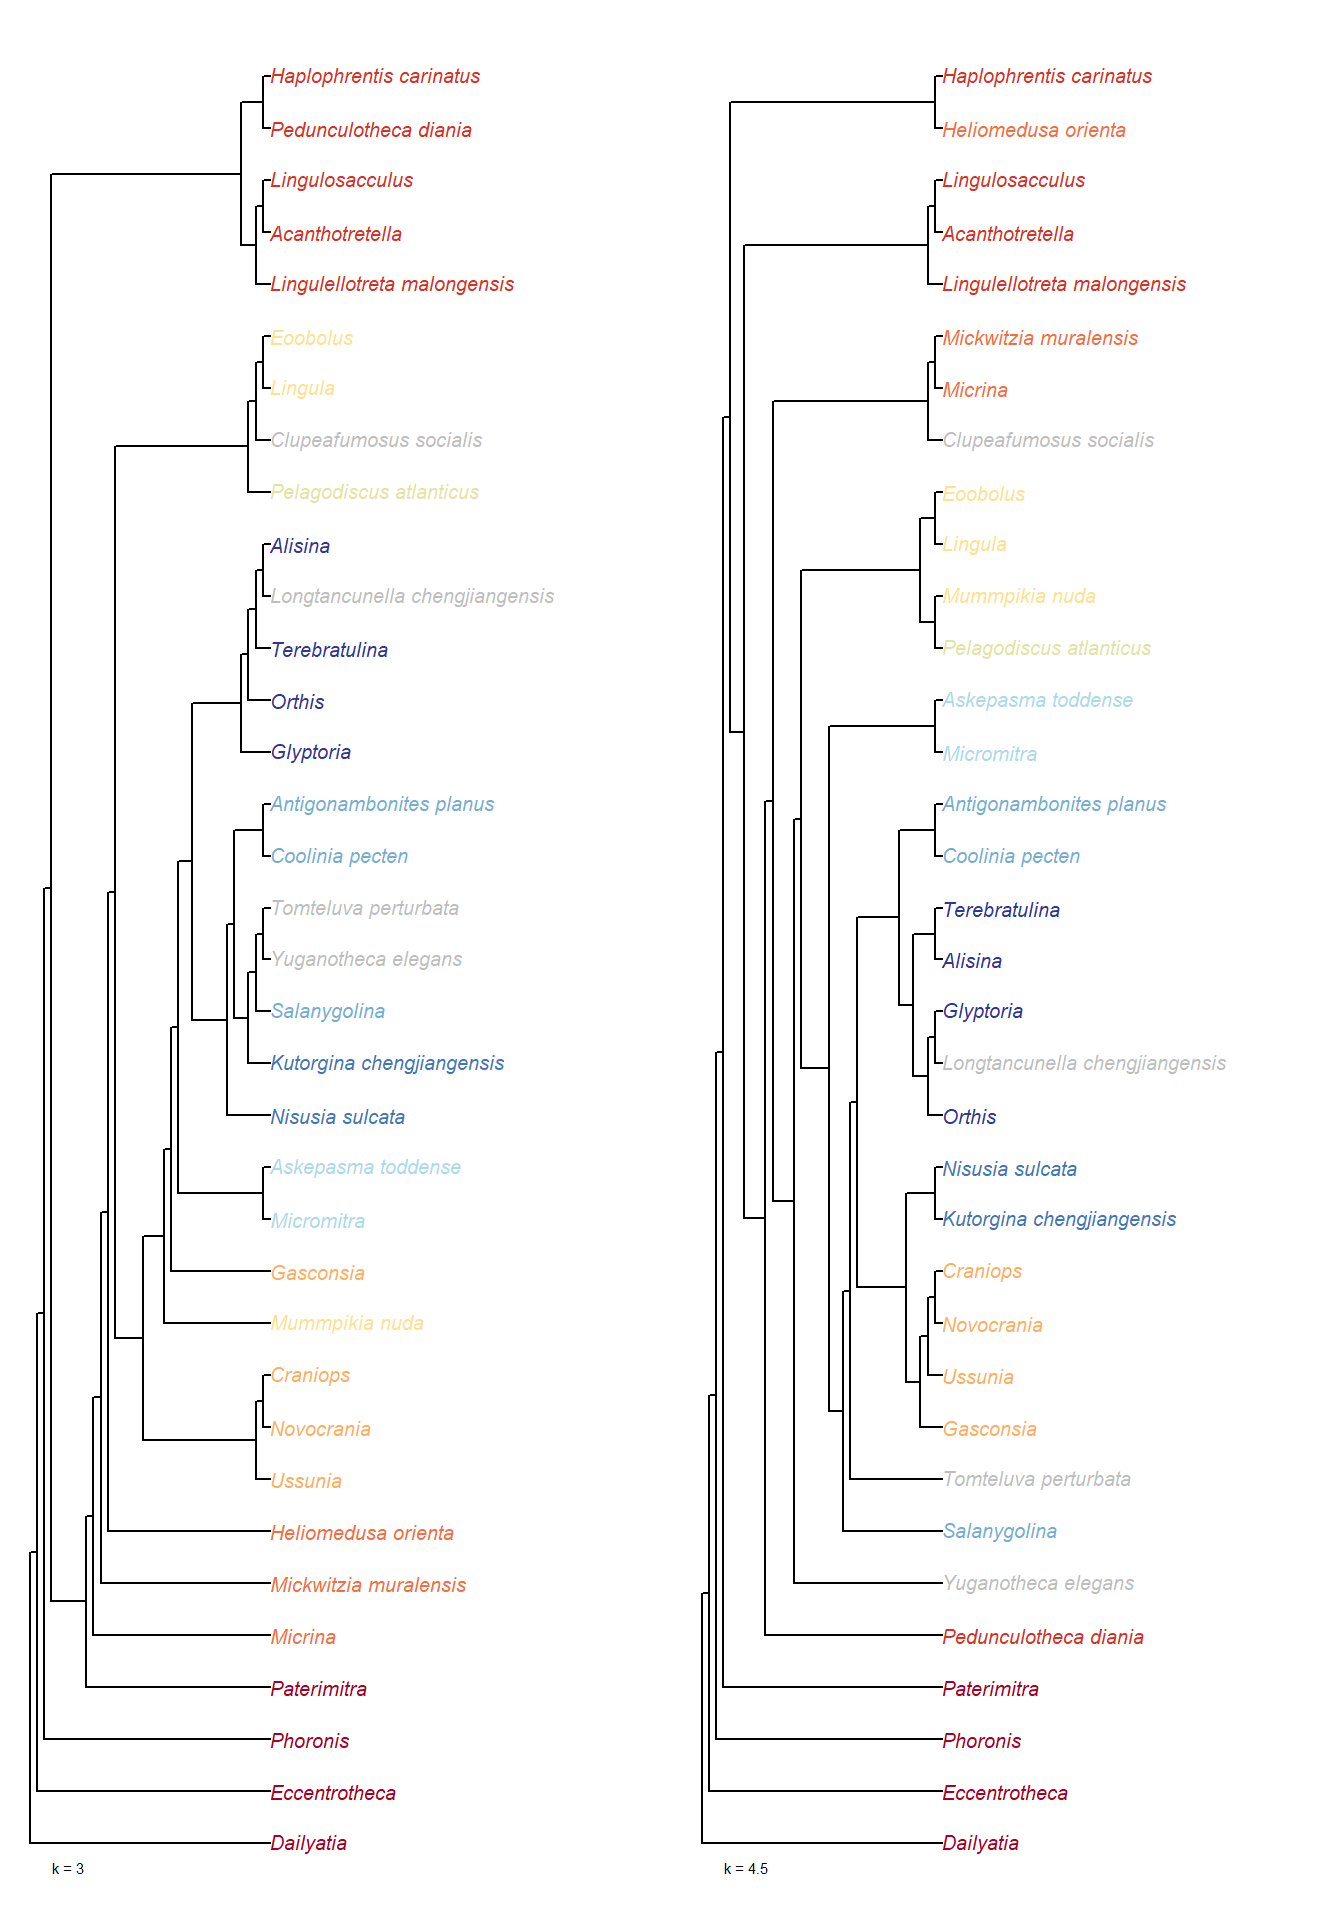 Haplophrentis carinatus
Pedunculotheca diania
Lingulosacculus
Acanthotretella
Lingulellotreta malongensis
Eoobolus
Lingula
Clupeafumosus socialis
Pelagodiscus atlanticus
Alisina
Longtancunella chengjiangensis
Terebratulina
Orthis
Glyptoria
Antigonambonites planus
Coolinia pecten
Tomteluva perturbata
Yuganotheca elegans
Salanygolina
Kutorgina chengjiangensis
Nisusia sulcata
Askepasma toddense
Micromitra
Gasconsia
Mummpikia nuda
Craniops
Novocrania
Ussunia
Heliomedusa orienta
Mickwitzia muralensis
Micrina
Paterimitra
Phoronis
Eccentrotheca
Dailyatia
k = 3
Haplophrentis carinatus
Heliomedusa orienta
Lingulosacculus
Acanthotretella
Lingulellotreta malongensis
Mickwitzia muralensis
Micrina
Clupeafumosus socialis
Eoobolus
Lingula
Mummpikia nuda
Pelagodiscus atlanticus
Askepasma toddense
Micromitra
Antigonambonites planus
Coolinia pecten
Terebratulina
Alisina
Glyptoria
Longtancunella chengjiangensis
Orthis
Nisusia sulcata
Kutorgina chengjiangensis
Craniops
Novocrania
Ussunia
Gasconsia
Tomteluva perturbata
Salanygolina
Yuganotheca elegans
Pedunculotheca diania
Paterimitra
Phoronis
Eccentrotheca
Dailyatia
k = 4.5